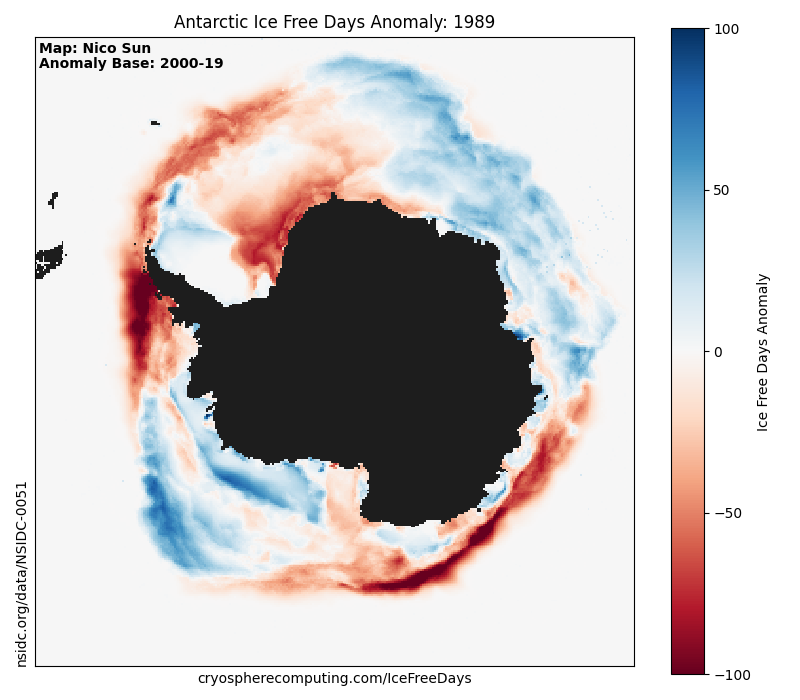 Antarctic Ice Free Days Anomaly: 1989
Map: Nico Sun
Anomaly Base: 2000-19
100
50
0
−50
−100
Ice Free Days Anomaly
nsidc.org/data/NSIDC-0051
cryospherecomputing.com/IceFreeDays